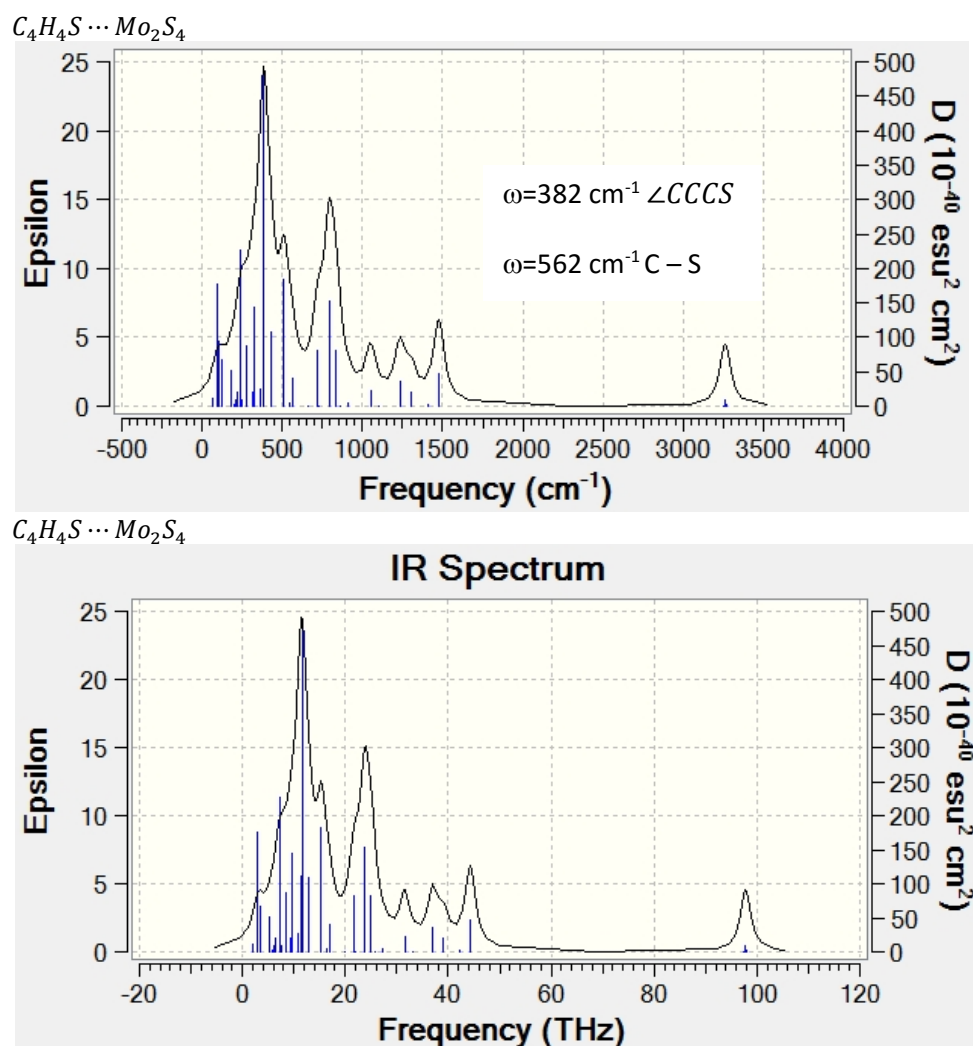 C₄H₄S ⋯ Mo₂S₄
25
20
15
10
5
0
Epsilon
500
450
400
350
300
250
200
150
100
50
0
D (10⁻⁴⁰ esu² cm²)
ω=382 cm⁻¹ ∠CCCS
ω=562 cm⁻¹ C – S
-500 0 500 1000 1500 2000 2500 3000 3500 4000
Frequency (cm⁻¹)
C₄H₄S ⋯ Mo₂S₄
IR Spectrum
25
20
15
10
5
0
Epsilon
500
450
400
350
300
250
200
150
100
50
0
D (10⁻⁴⁰ esu² cm²)
-20 0 20 40 60 80 100 120
Frequency (THz)